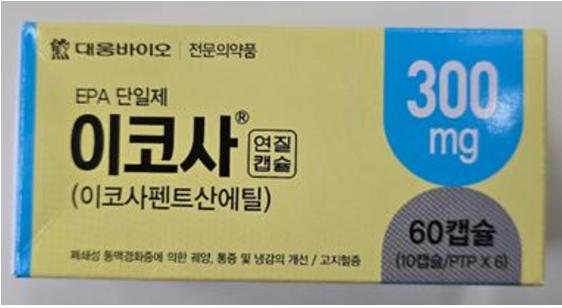 대웅바이오 | 전문의약품
EPA 단일제
이코사® 연질캡슐
(이코사펜트산에틸)
300 mg
60캡슐
(10캡슐/PTP X 6)
폐쇄성 동맥경화증에 의한 궤양, 통증 및 냉감의 개선 / 고지혈증